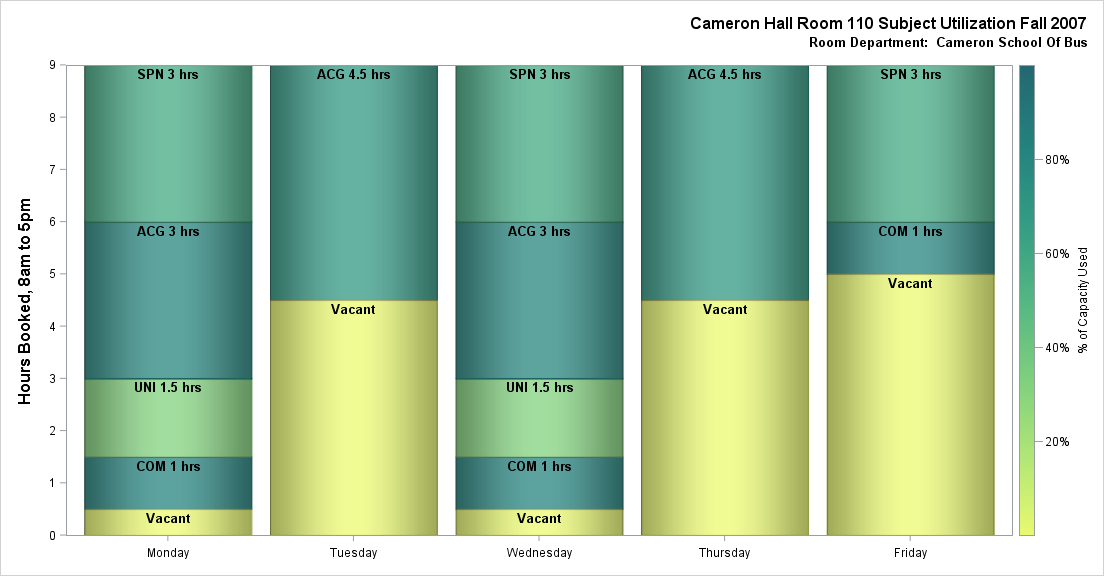 Cameron Hall Room 110 Subject Utilization Fall 2007
Room Department:  Cameron School Of Bus
Hours Booked, 8am to 5pm
9
8
7
6
5
4
3
2
1
0
SPN 3 hrs
ACG 3 hrs
UNI 1.5 hrs
COM 1 hrs
Vacant
Monday
ACG 4.5 hrs
Vacant
Tuesday
SPN 3 hrs
ACG 3 hrs
UNI 1.5 hrs
COM 1 hrs
Vacant
Wednesday
ACG 4.5 hrs
Vacant
Thursday
SPN 3 hrs
COM 1 hrs
Vacant
Friday
80%
60%
40%
20%
% of Capacity Used